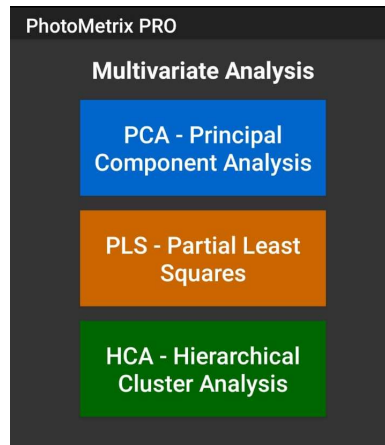 PhotoMetrix PRO
Multivariate Analysis
PCA - Principal
Component Analysis
PLS - Partial Least
Squares
HCA - Hierarchical
Cluster Analysis